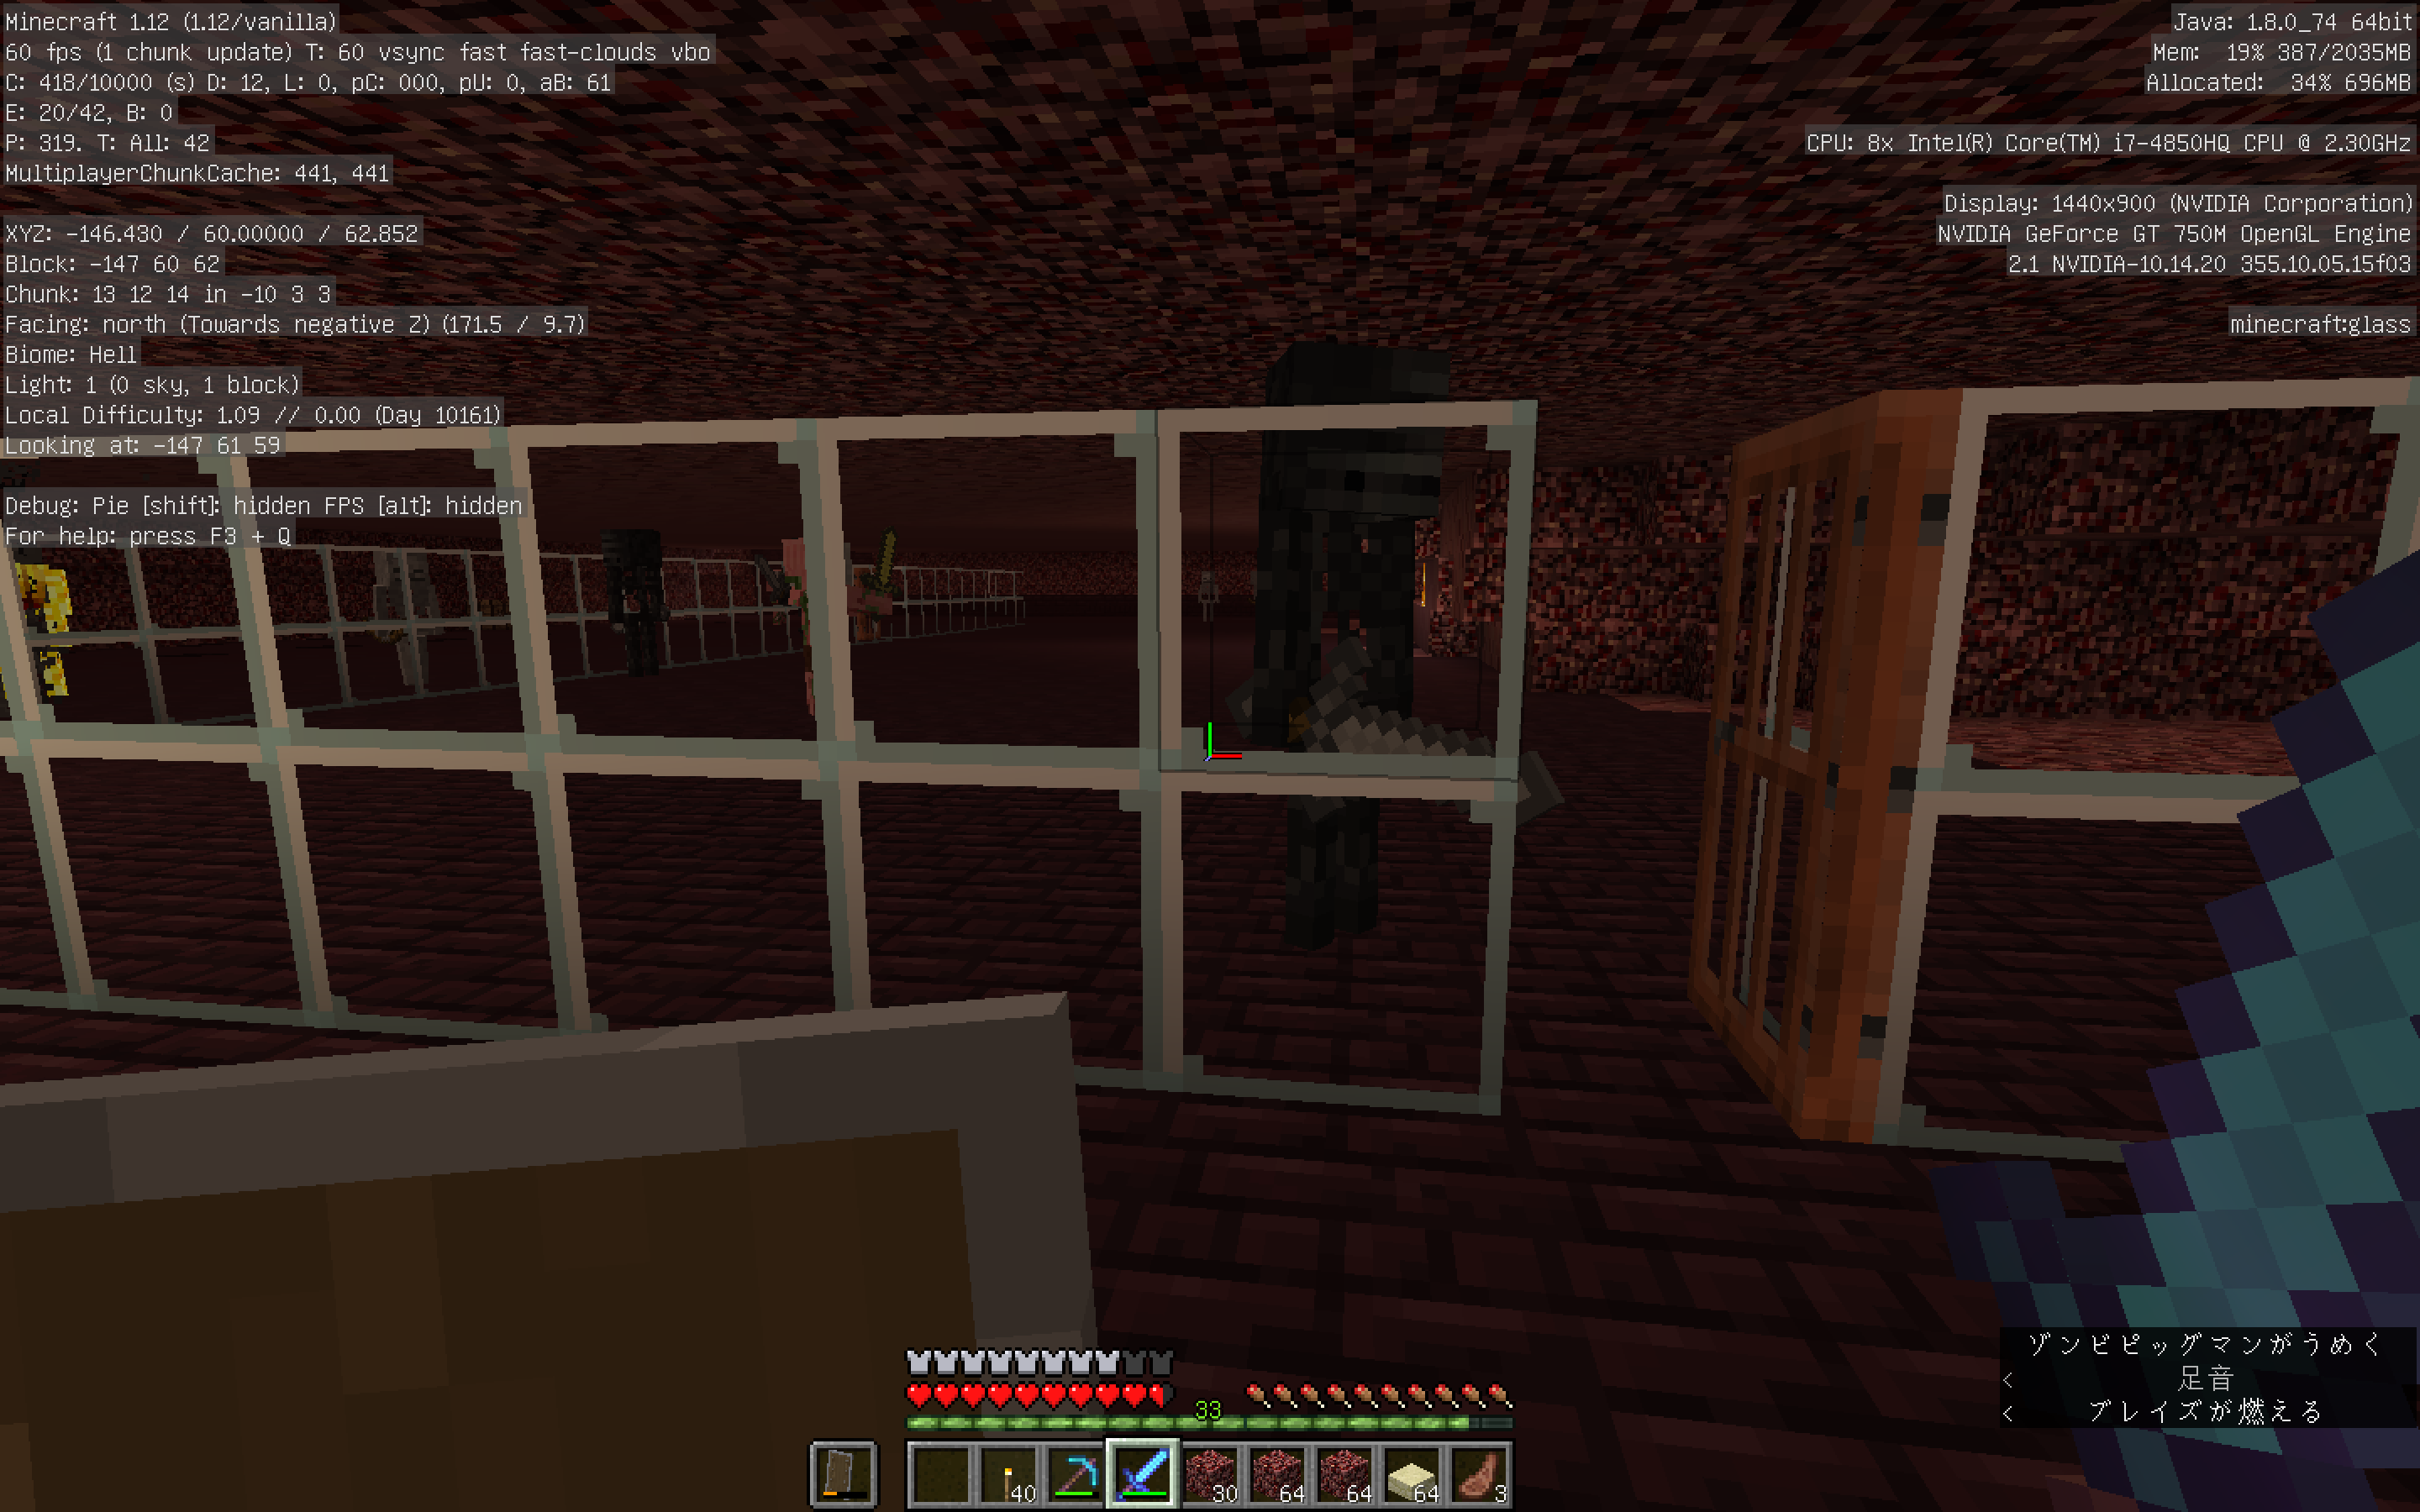 Minecraft 1.12 (1.12/vanilla)
60 fps (1 chunk update) T: 60 vsync fast fast-clouds vbo
C: 418/10000 (s) D: 12, L: 0, pC: 000, pU: 0, aB: 61
E: 20/42, B: 0
P: 319. T: All: 42
MultiplayerChunkCache: 441, 441
XYZ: -146.430 / 60.00000 / 62.852
Block: -147 60 62
Chunk: 13 12 14 in -10 3 3
Facing: north (Towards negative Z) (171.5 / 9.7)
Biome: Hell
Light: 1 (0 sky, 1 block)
Local Difficulty: 1.09 // 0.00 (Day 10161)
Looking at: -147 61 59
Debug: Pie [shift]: hidden FPS [alt]: hidden
For help: press F3 + Q
Java: 1.8.0_74 64bit
Mem: 19% 387/2035MB
Allocated: 34% 696MB
CPU: 8x Intel(R) Core(TM) i7-4850HQ CPU @ 2.30GHz
Display: 1440x900 (NVIDIA Corporation)
NVIDIA GeForce GT 750M OpenGL Engine
2.1 NVIDIA-10.14.20 355.10.05.15f03
minecraft:glass
ゾンビピッグマンがうめく
< 足音
< ブレイズが燃える
33
40 30 64 64 64 3